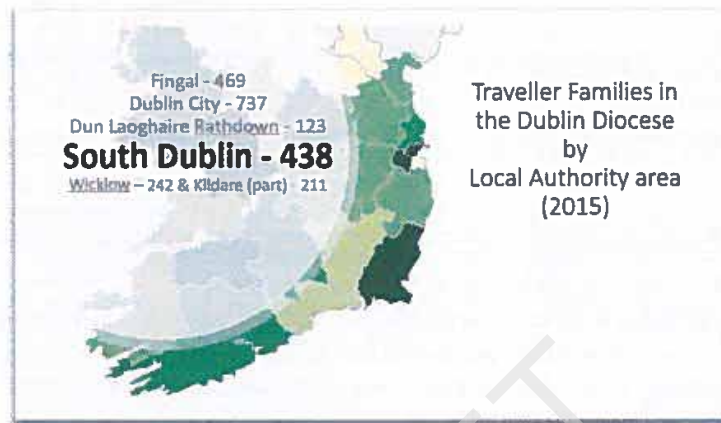 Fingal - 469
Dublin City - 737
Dun Laoghaire Rathdown - 123
South Dublin - 438
Wicklow – 242 & Kildare (part) - 211
Traveller Families in
the Dublin Diocese
by
Local Authority area
(2015)